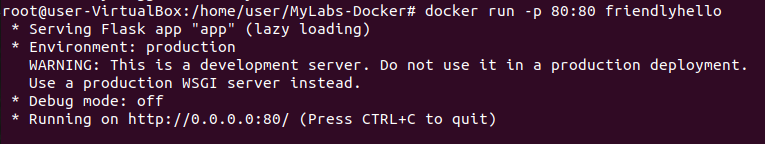 root@user-VirtualBox:/home/user/MyLabs-Docker# docker run -p 80:80 friendlyhello
* Serving Flask app "app" (lazy loading)
* Environment: production
WARNING: This is a development server. Do not use it in a production deployment.
Use a production WSGI server instead.
* Debug mode: off
* Running on http://0.0.0.0:80/ (Press CTRL+C to quit)